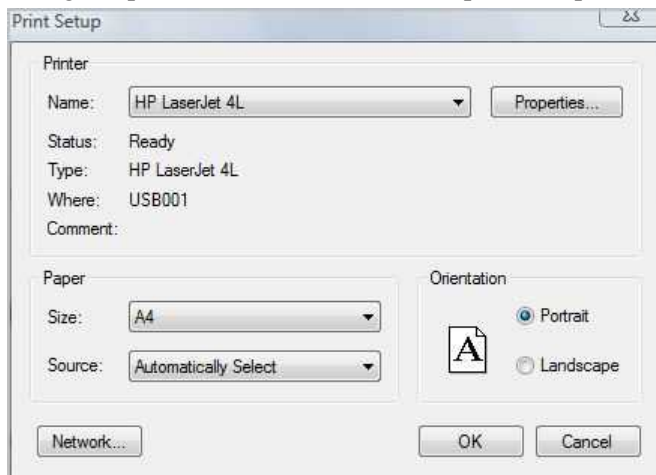 Print Setup
Printer
Name: HP LaserJet 4L Properties...
Status: Ready
Type: HP LaserJet 4L
Where: USB001
Comment:
Paper
Size: A4
Source: Automatically Select
Orientation
A
Portrait
Landscape
Network... OK Cancel